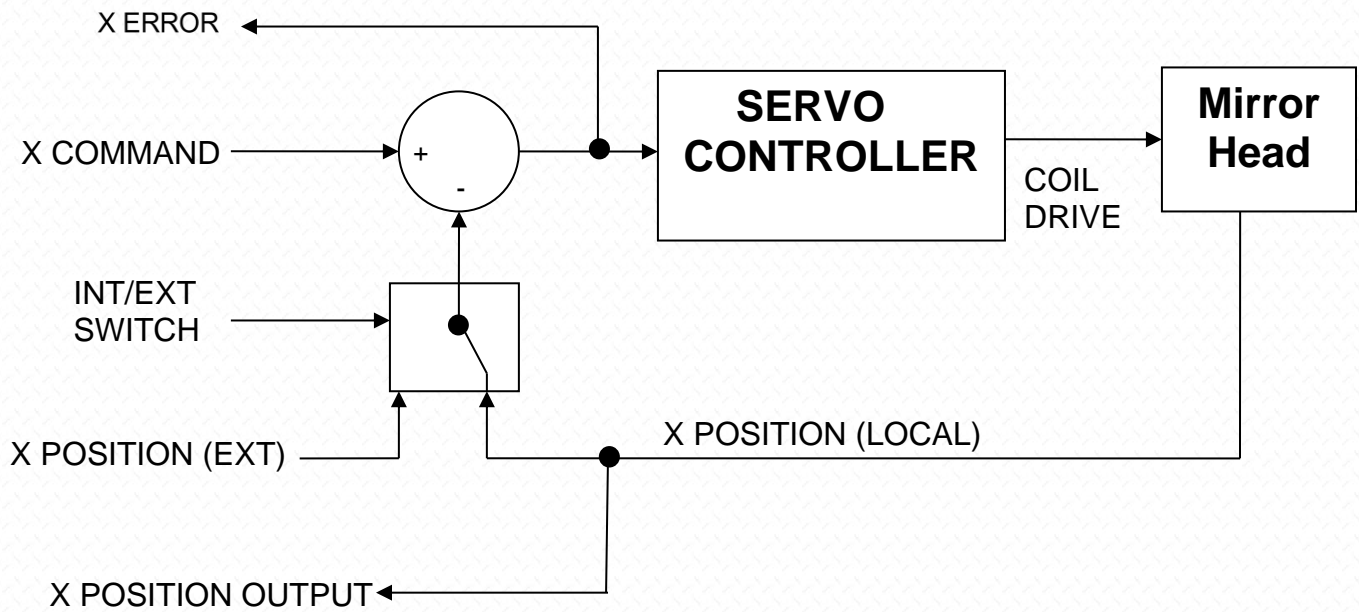 X ERROR
SERVO
CONTROLLER
Mirror
Head
X COMMAND
+
-
COIL
DRIVE
INT/EXT
SWITCH
X POSITION (EXT)
X POSITION (LOCAL)
X POSITION OUTPUT